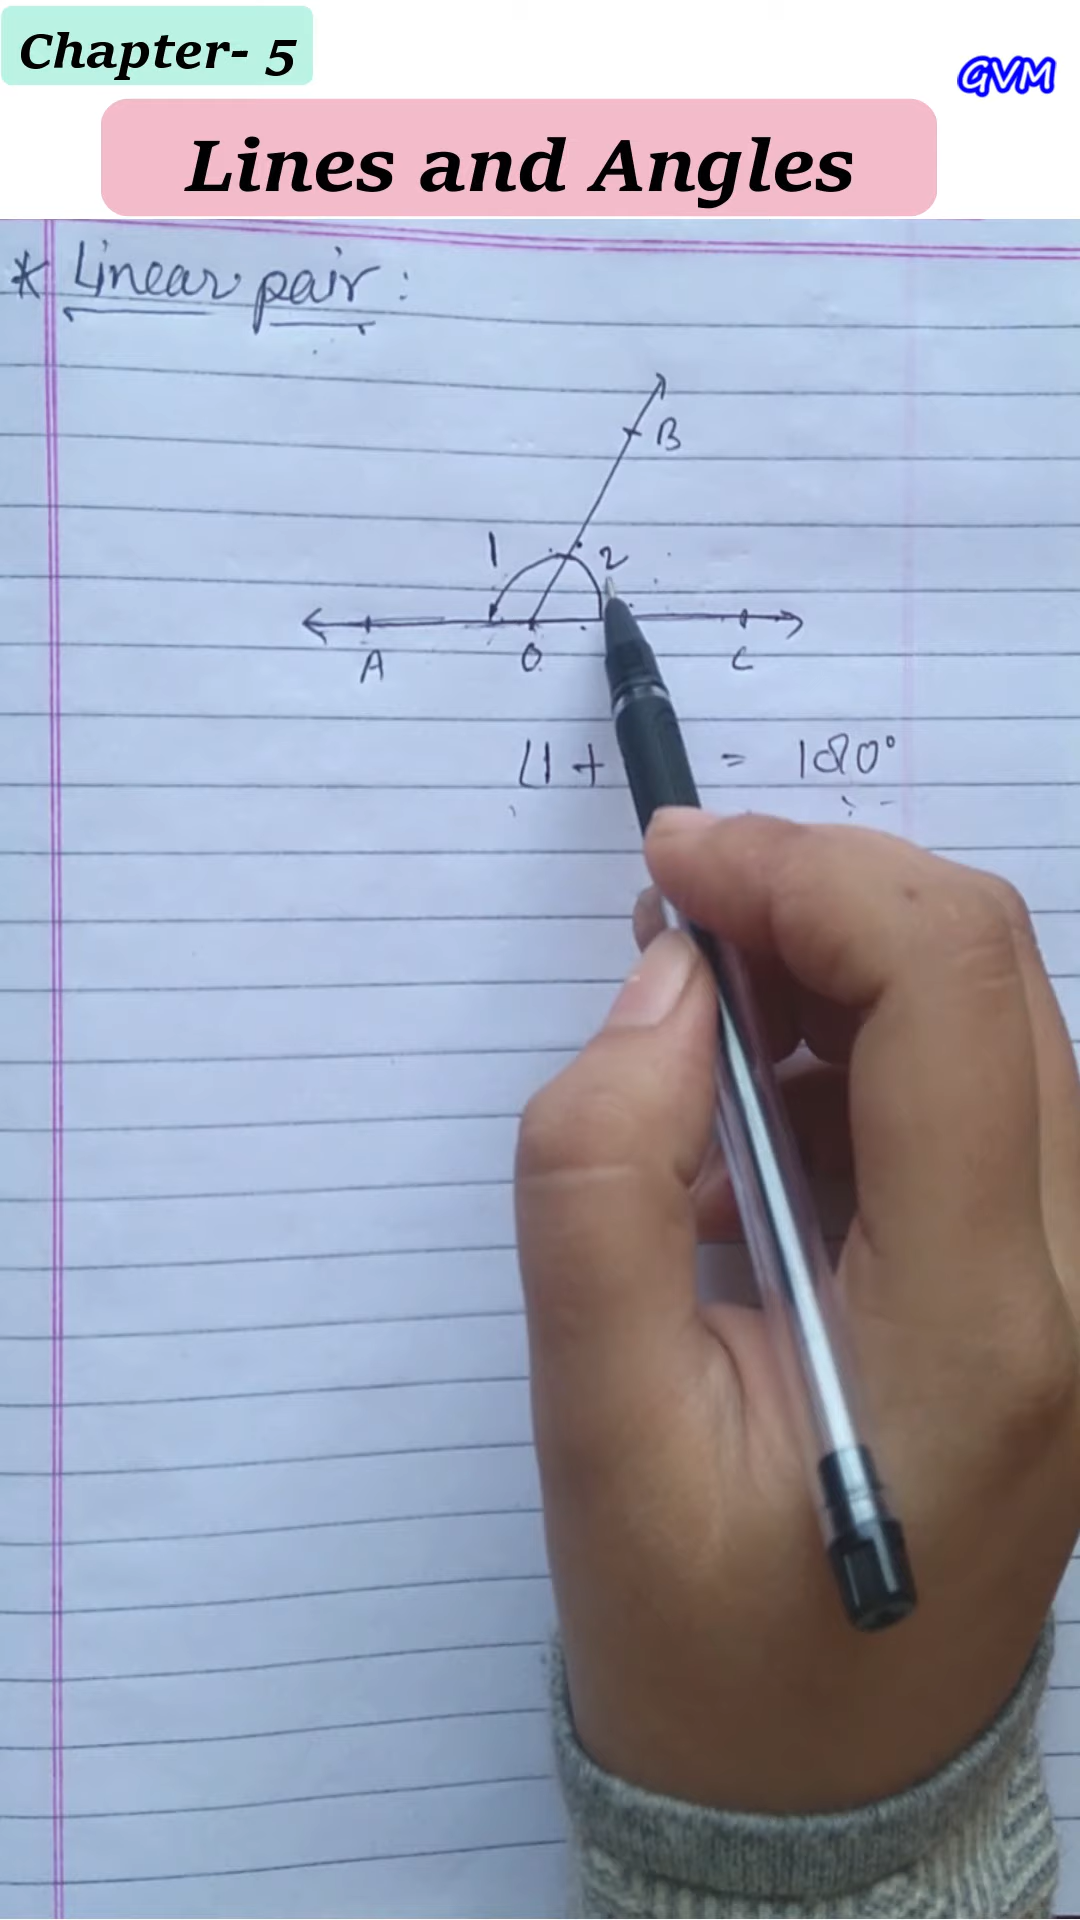 Chapter- 5
GVM
Lines and Angles
* Linear pair :
B
1 2
A O C
∠1 + = 180°